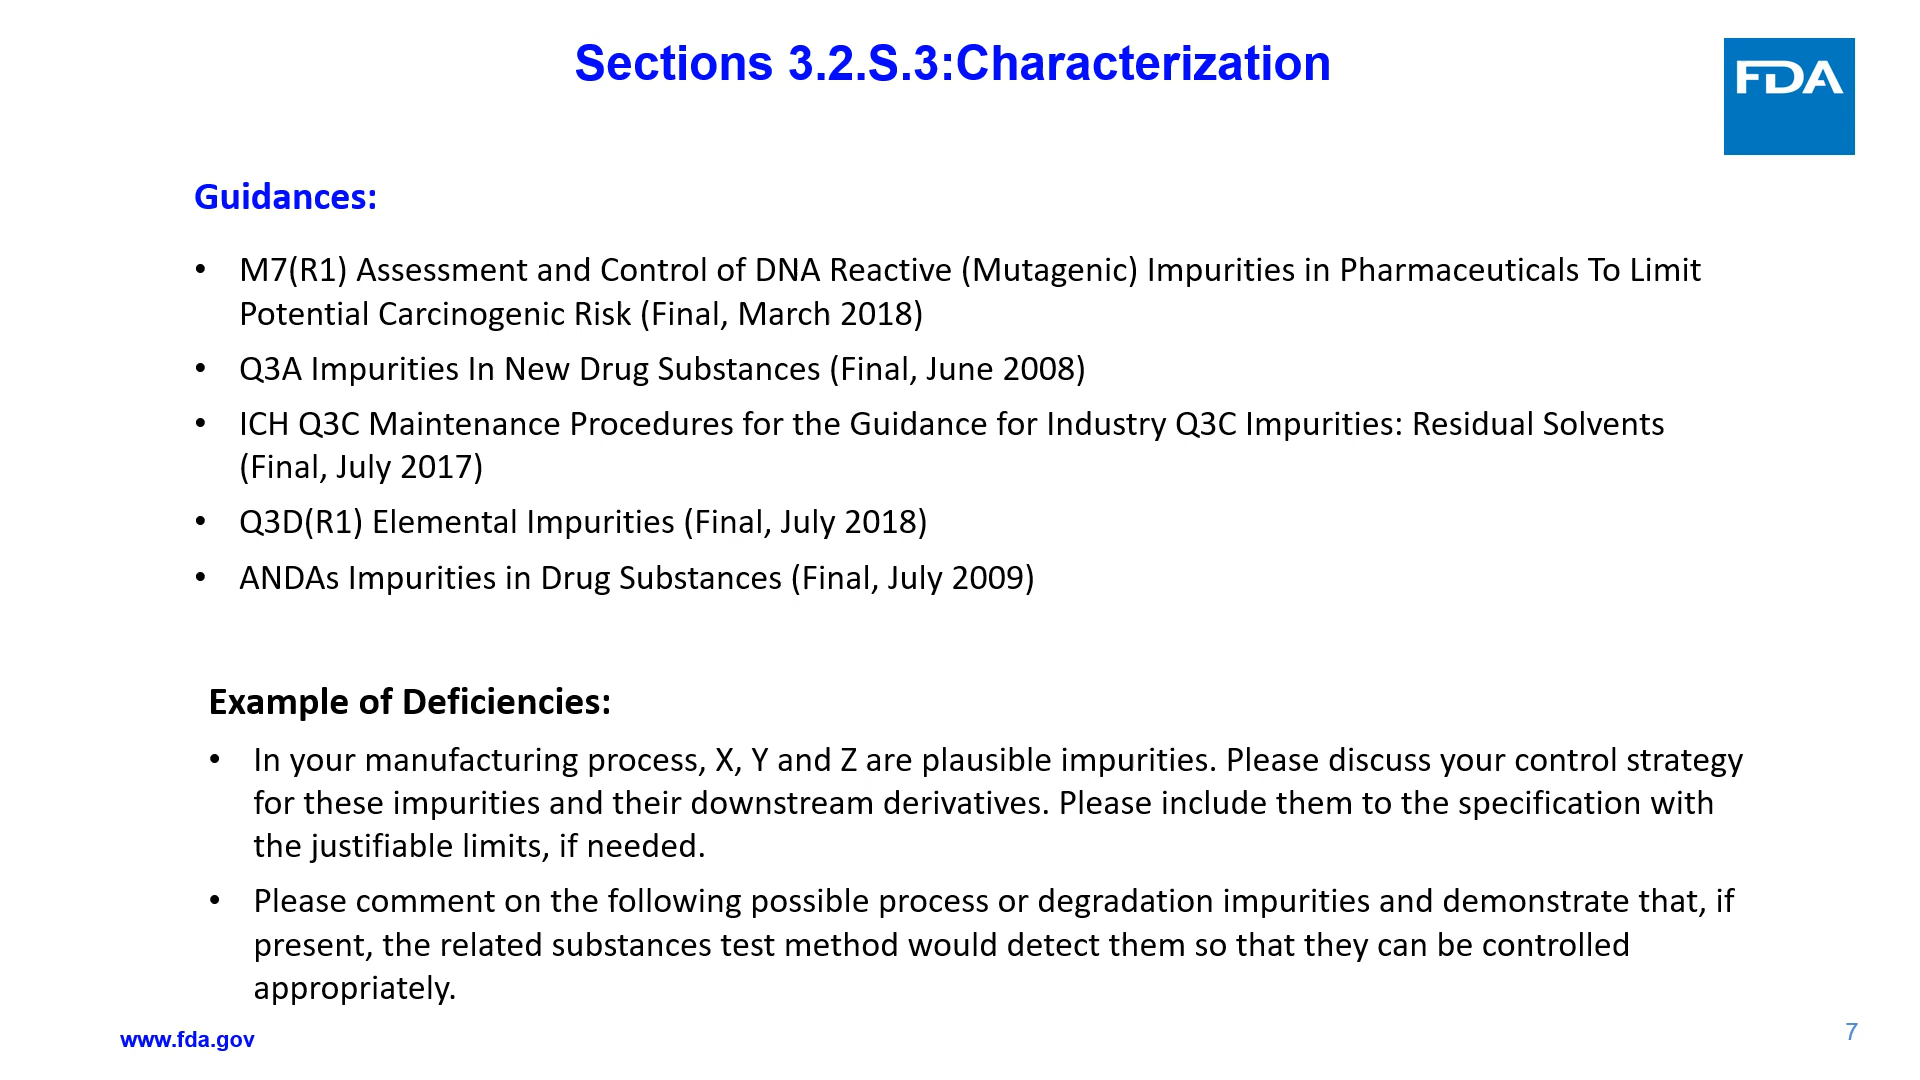 Sections 3.2.S.3:Characterization
FDA
Guidances:
• M7(R1) Assessment and Control of DNA Reactive (Mutagenic) Impurities in Pharmaceuticals To Limit
Potential Carcinogenic Risk (Final, March 2018)
• Q3A Impurities In New Drug Substances (Final, June 2008)
• ICH Q3C Maintenance Procedures for the Guidance for Industry Q3C Impurities: Residual Solvents
(Final, July 2017)
• Q3D(R1) Elemental Impurities (Final, July 2018)
• ANDAs Impurities in Drug Substances (Final, July 2009)
Example of Deficiencies:
• In your manufacturing process, X, Y and Z are plausible impurities. Please discuss your control strategy
for these impurities and their downstream derivatives. Please include them to the specification with
the justifiable limits, if needed.
• Please comment on the following possible process or degradation impurities and demonstrate that, if
present, the related substances test method would detect them so that they can be controlled
appropriately.
www.fda.gov
7